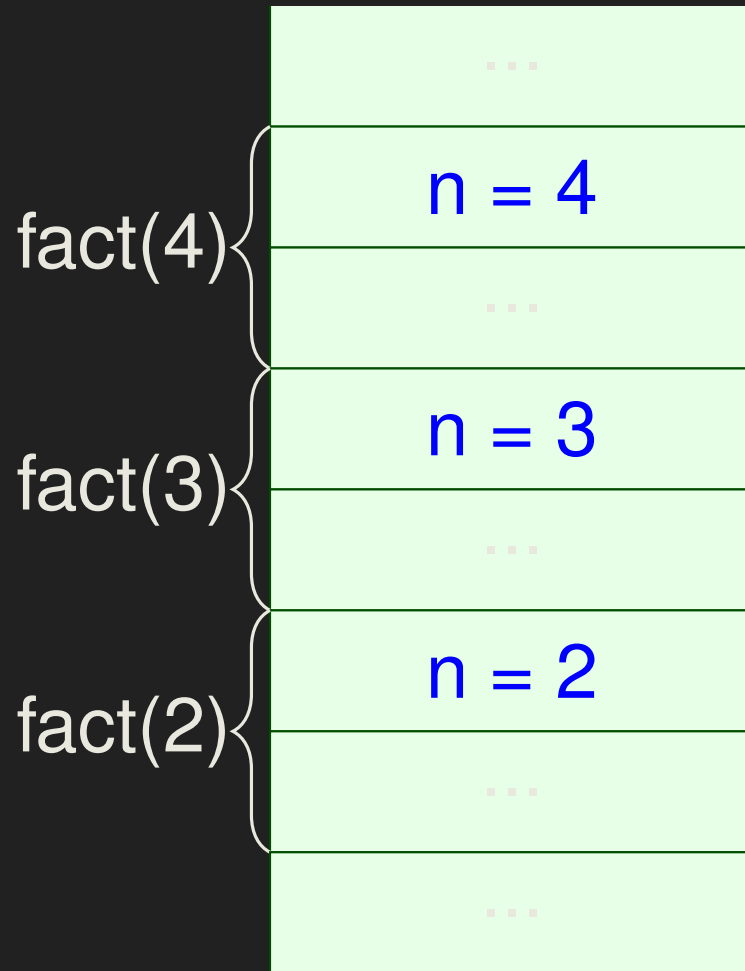 ...
n = 4
fact(4)
...
n = 3
fact(3)
...
n = 2
fact(2)
...
...